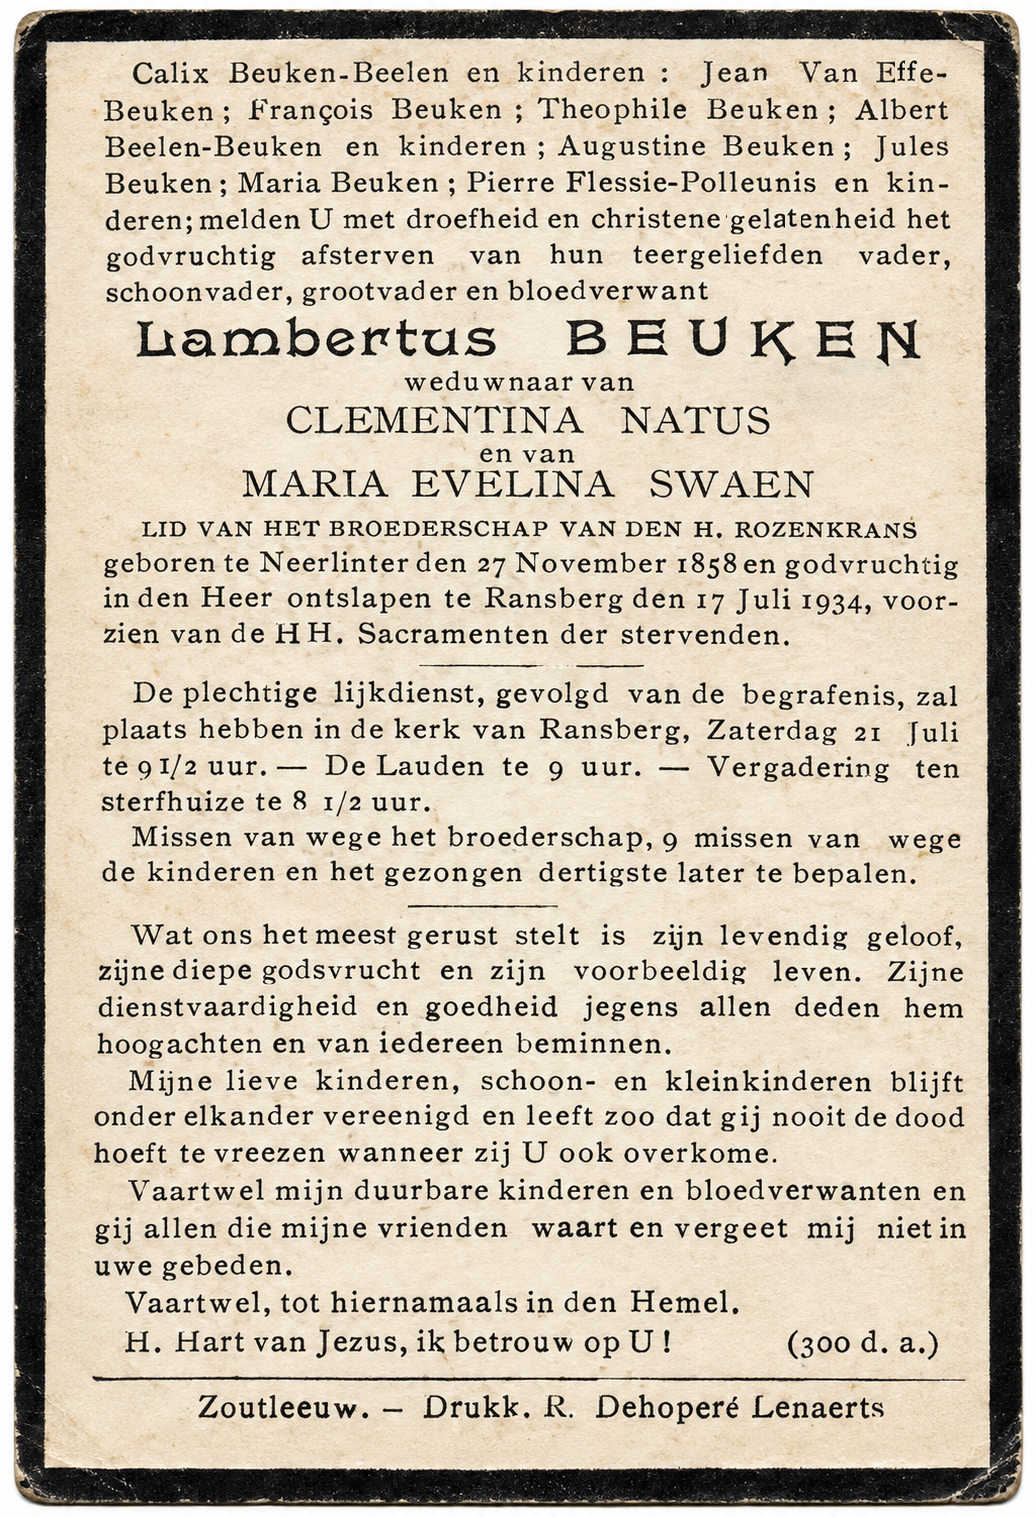 Calix Beuken-Beelen en kinderen : Jean Van Effe-
Beuken ; François Beuken ; Theophile Beuken ; Albert
Beelen-Beuken en kinderen ; Augustine Beuken ; Jules
Beuken ; Maria Beuken ; Pierre Flessie-Polleunis en kin-
deren; melden U met droefheid en christene gelatenheid het
godvruchtig afsterven van hun teergeliefden vader,
schoonvader, grootvader en bloedverwant
Lambertus BEUKEN
weduwnaar van
CLEMENTINA NATUS
en van
MARIA EVELINA SWAEN
LID VAN HET BROEDERSCHAP VAN DEN H. ROZENKRANS
geboren te Neerlinter den 27 November 1858 en godvruchtig
in den Heer ontslapen te Ransberg den 17 Juli 1934, voor-
zien van de HH. Sacramenten der stervenden.
De plechtige lijkdienst, gevolgd van de begrafenis, zal
plaats hebben in de kerk van Ransberg, Zaterdag 21 Juli
te 9 1/2 uur. — De Lauden te 9 uur. — Vergadering ten
sterfhuize te 8 1/2 uur.
Missen van wege het broederschap, 9 missen van wege
de kinderen en het gezongen dertigste later te bepalen.
Wat ons het meest gerust stelt is zijn levendig geloof,
zijne diepe godsvrucht en zijn voorbeeldig leven. Zijne
dienstvaardigheid en goedheid jegens allen deden hem
hoogachten en van iedereen beminnen.
Mijne lieve kinderen, schoon- en kleinkinderen blijft
onder elkander vereenigd en leeft zoo dat gij nooit de dood
hoeft te vreezen wanneer zij U ook overkome.
Vaartwel mijn duurbare kinderen en bloedverwanten en
gij allen die mijne vrienden waart en vergeet mij niet in
uwe gebeden.
Vaartwel, tot hiernamaals in den Hemel.
H. Hart van Jezus, ik betrouw op U ! (300 d. a.)
Zoutleeuw. — Drukk. R. Dehoperé Lenaerts